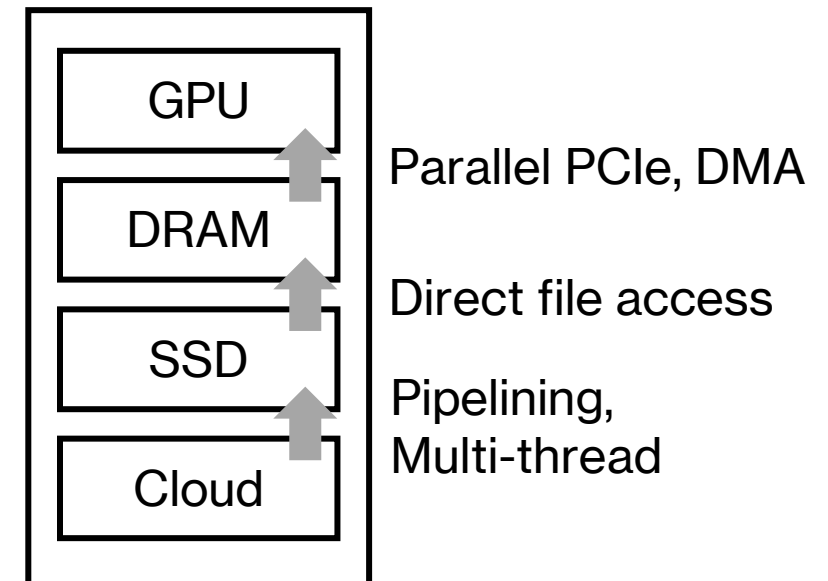 GPU
Parallel PCIe, DMA
DRAM
Direct file access
SSD
Pipelining,
Multi-thread
Cloud